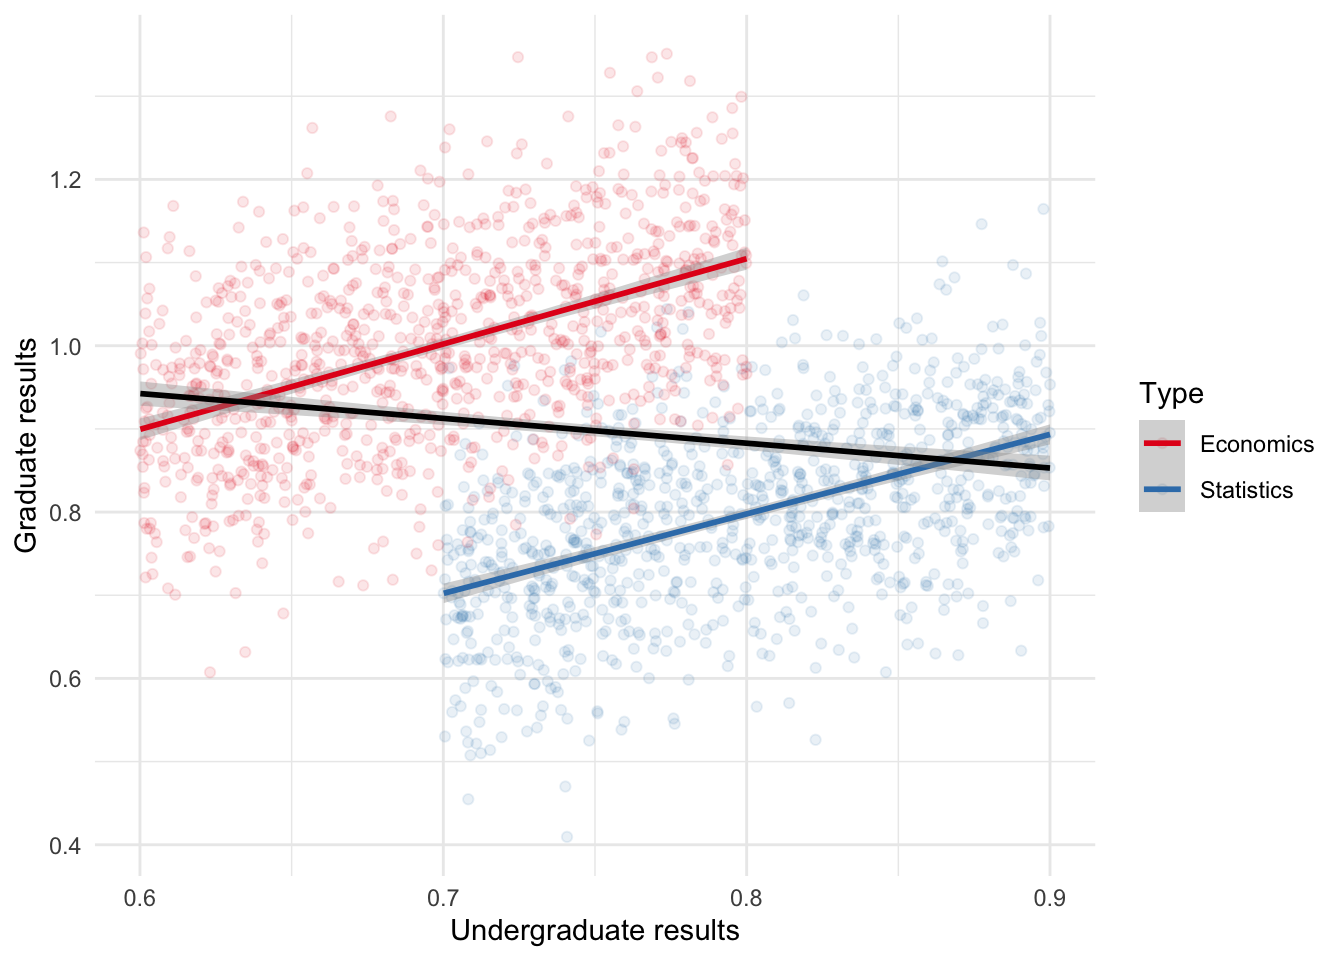 1.2
1.0
0.8
0.6
0.4
Graduate results
0.6 0.7 0.8 0.9
Undergraduate results
Type
Economics
Statistics